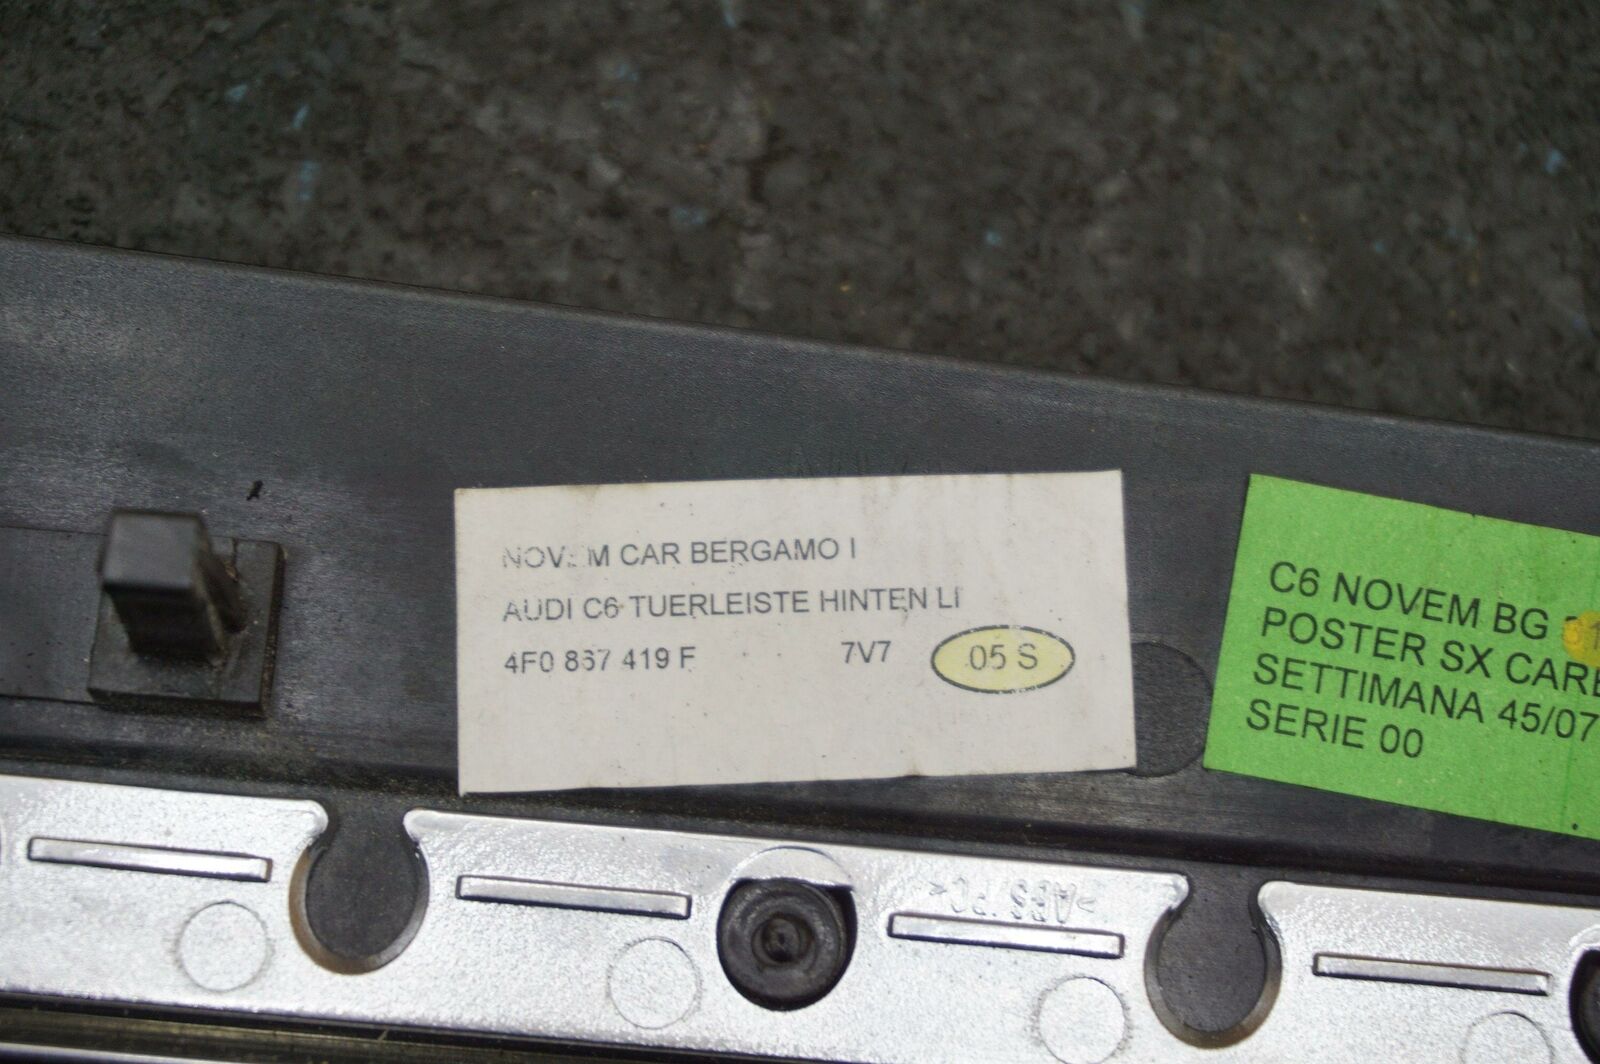 NOVEM CAR BERGAMO I
AUDI C6 TUERLEISTE HINTEN LI
4F0 867 419 F 7V7 05 S
C6 NOVEM BG
POSTER SX
SETTIMANA 45/07
SERIE 00
>ABS/PC<